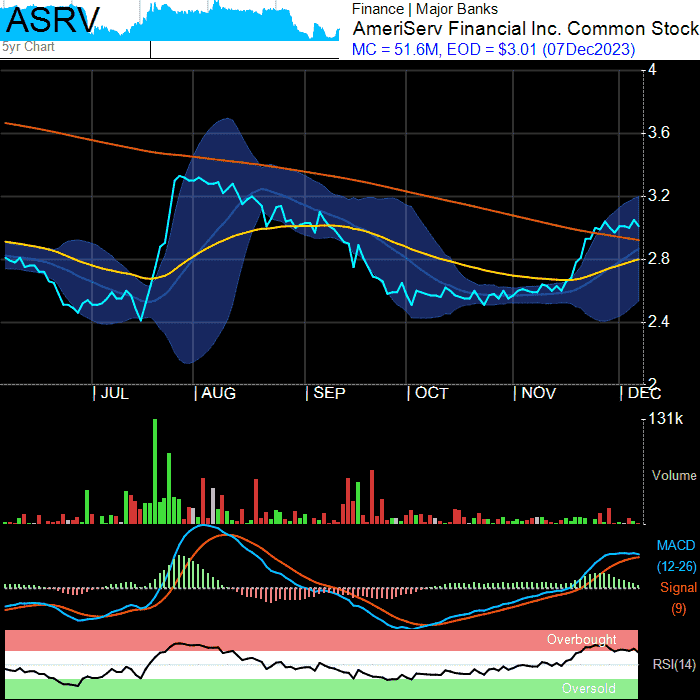 ASRV
5yr Chart
Finance | Major Banks
AmeriServ Financial Inc. Common Stock
MC = 51.6M, EOD = $3.01 (07Dec2023)
4
3.6
3.2
2.8
2.4
2
JUL AUG SEP OCT NOV DEC
131k
Volume
MACD
(12-26)
Signal
(9)
Overbought
RSI(14)
Oversold